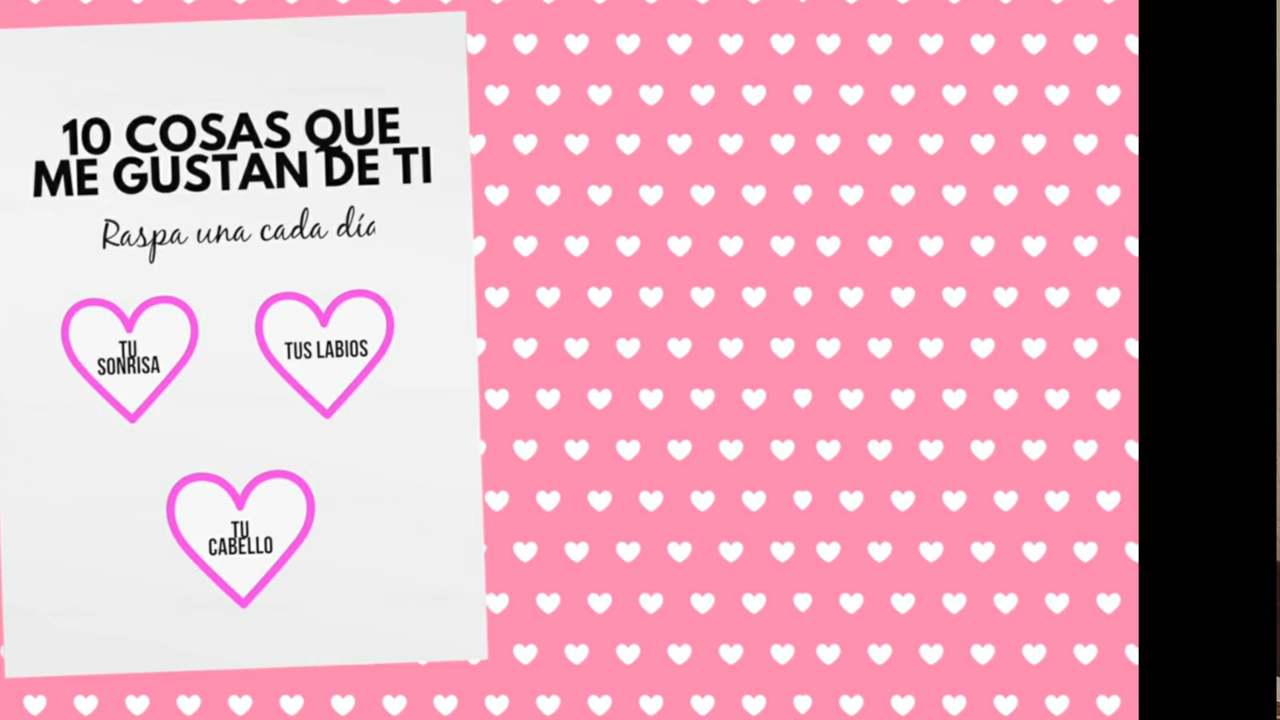 10 COSAS QUE
ME GUSTAN DE TI
Raspa una cada día
TU
SONRISA
TUS LABIOS
TU
CABELLO